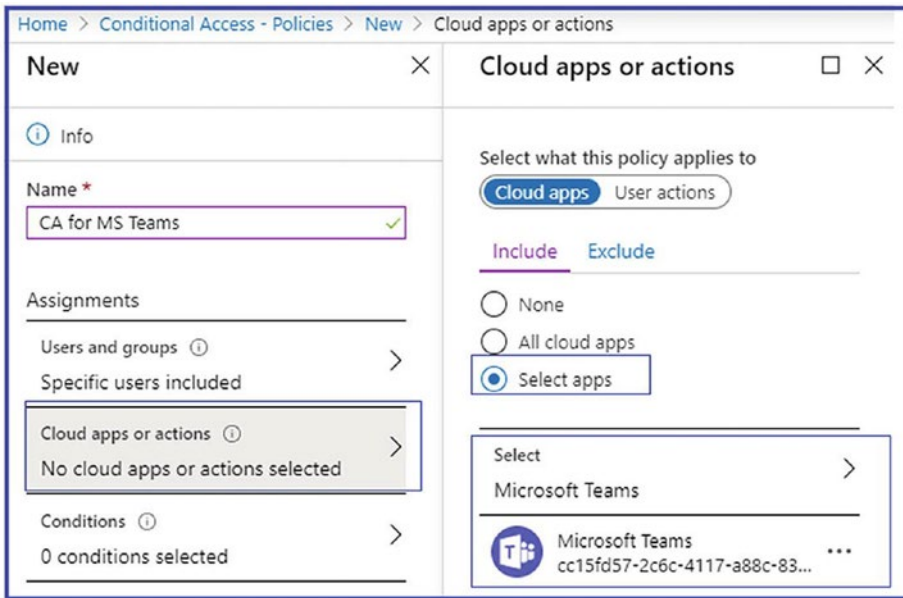 Home > Conditional Access - Policies > New > Cloud apps or actions
New
Info
Name *
CA for MS Teams
Assignments
Users and groups
Specific users included
Cloud apps or actions
No cloud apps or actions selected
Conditions
0 conditions selected
Cloud apps or actions
Select what this policy applies to
Cloud apps User actions
Include Exclude
None
All cloud apps
Select apps
Select
Microsoft Teams
Microsoft Teams
cc15fd57-2c6c-4117-a88c-83...